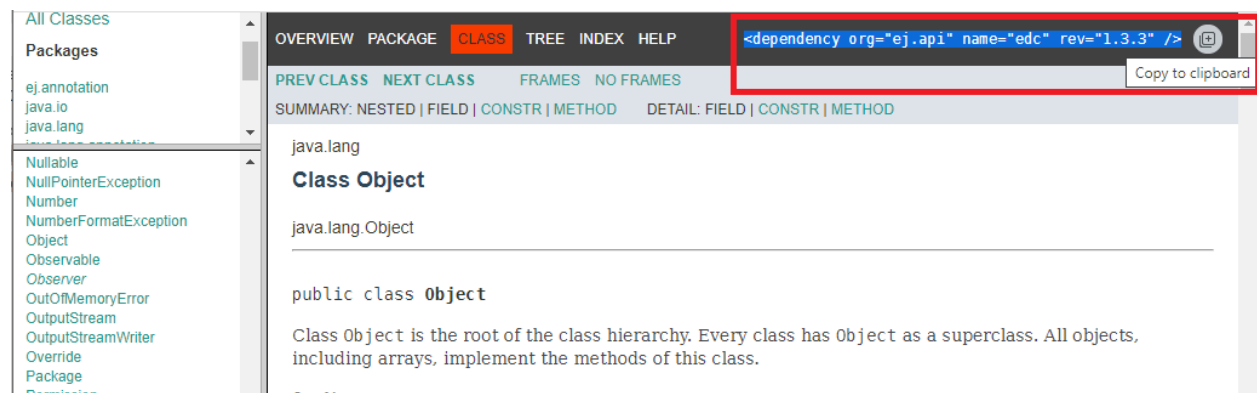 All Classes
Packages
ej.annotation
java.io
java.lang
java.lang.annotation
Nullable
NullPointerException
Number
NumberFormatException
Object
Observable
Observer
OutOfMemoryError
OutputStream
OutputStreamWriter
Override
Package
Permission
OVERVIEW PACKAGE CLASS TREE INDEX HELP
<dependency org="ej.api" name="edc" rev="1.3.3" />
Copy to clipboard
PREV CLASS NEXT CLASS FRAMES NO FRAMES
SUMMARY: NESTED | FIELD | CONSTR | METHOD DETAIL: FIELD | CONSTR | METHOD
java.lang
Class Object
java.lang.Object
public class Object
Class Object is the root of the class hierarchy. Every class has Object as a superclass. All objects,
including arrays, implement the methods of this class.